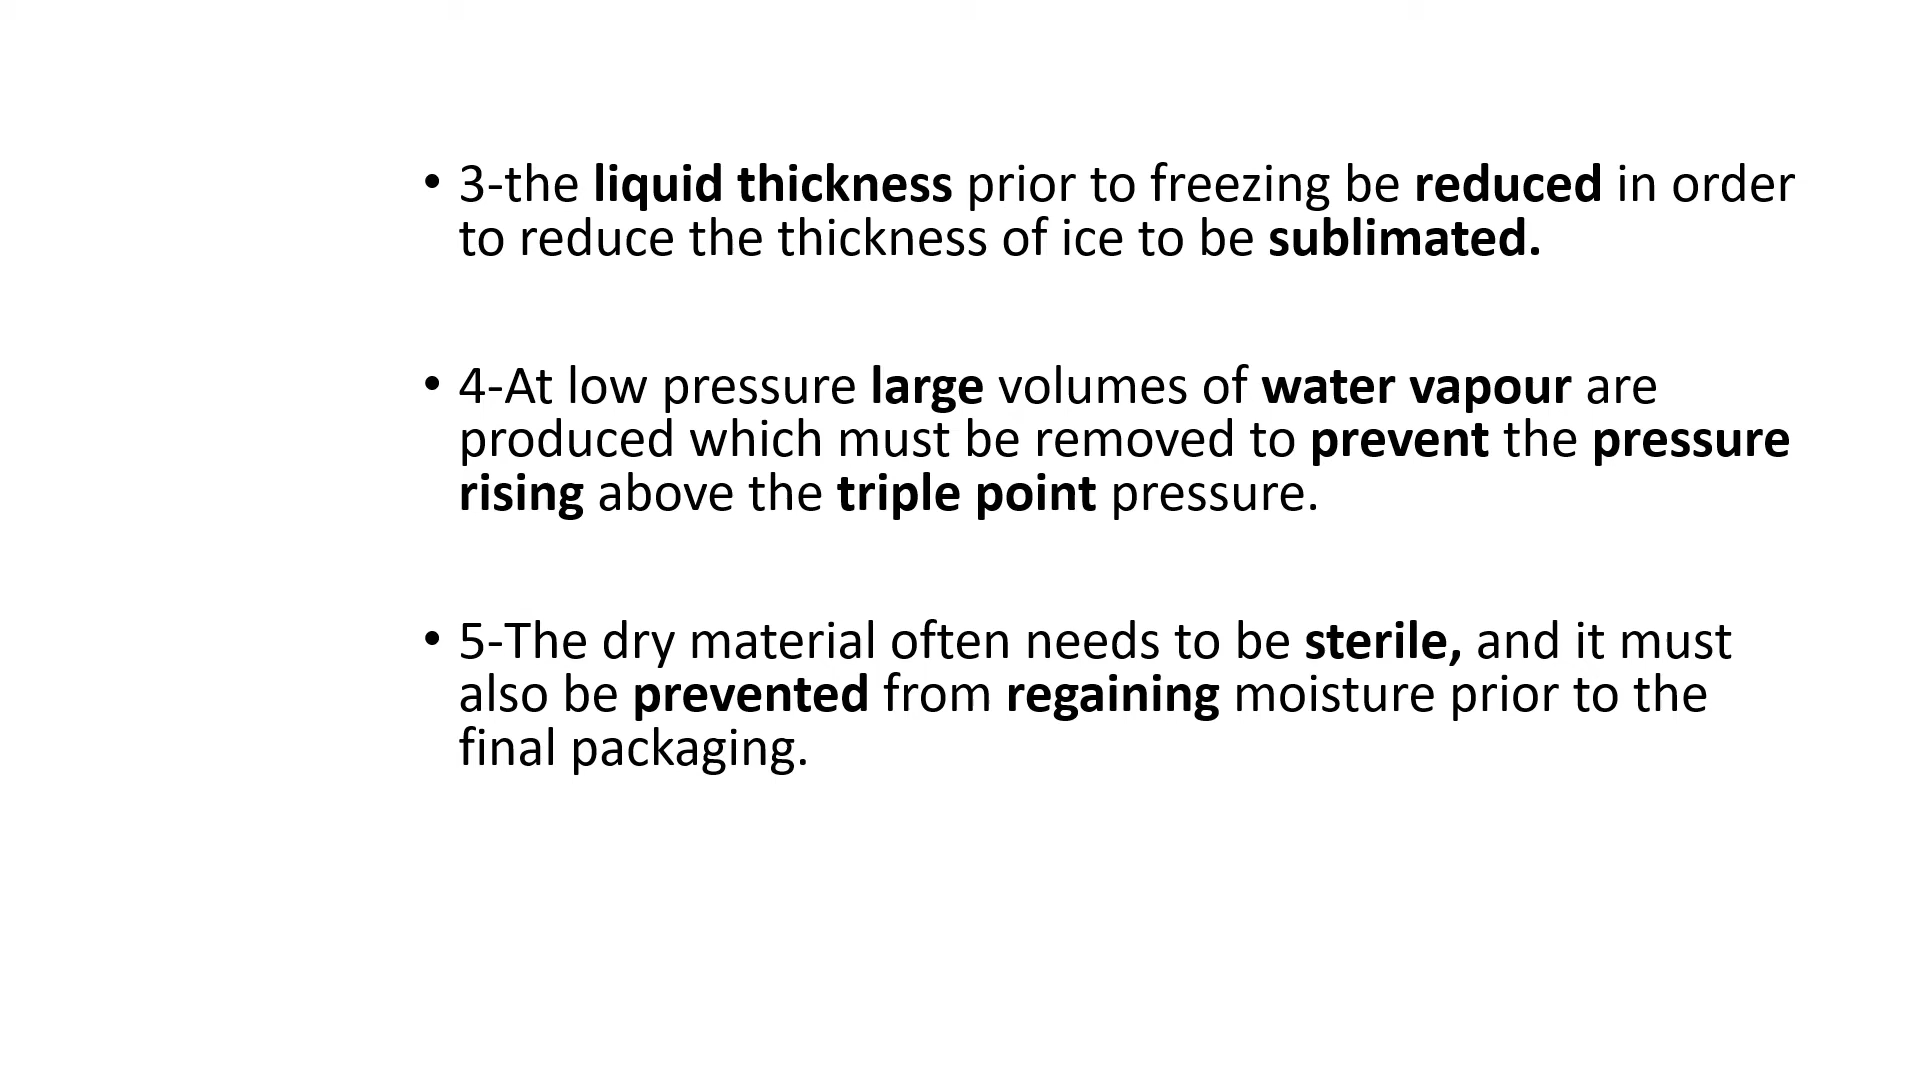 • 3-the liquid thickness prior to freezing be reduced in order
to reduce the thickness of ice to be sublimated.
• 4-At low pressure large volumes of water vapour are
produced which must be removed to prevent the pressure
rising above the triple point pressure.
• 5-The dry material often needs to be sterile, and it must
also be prevented from regaining moisture prior to the
final packaging.